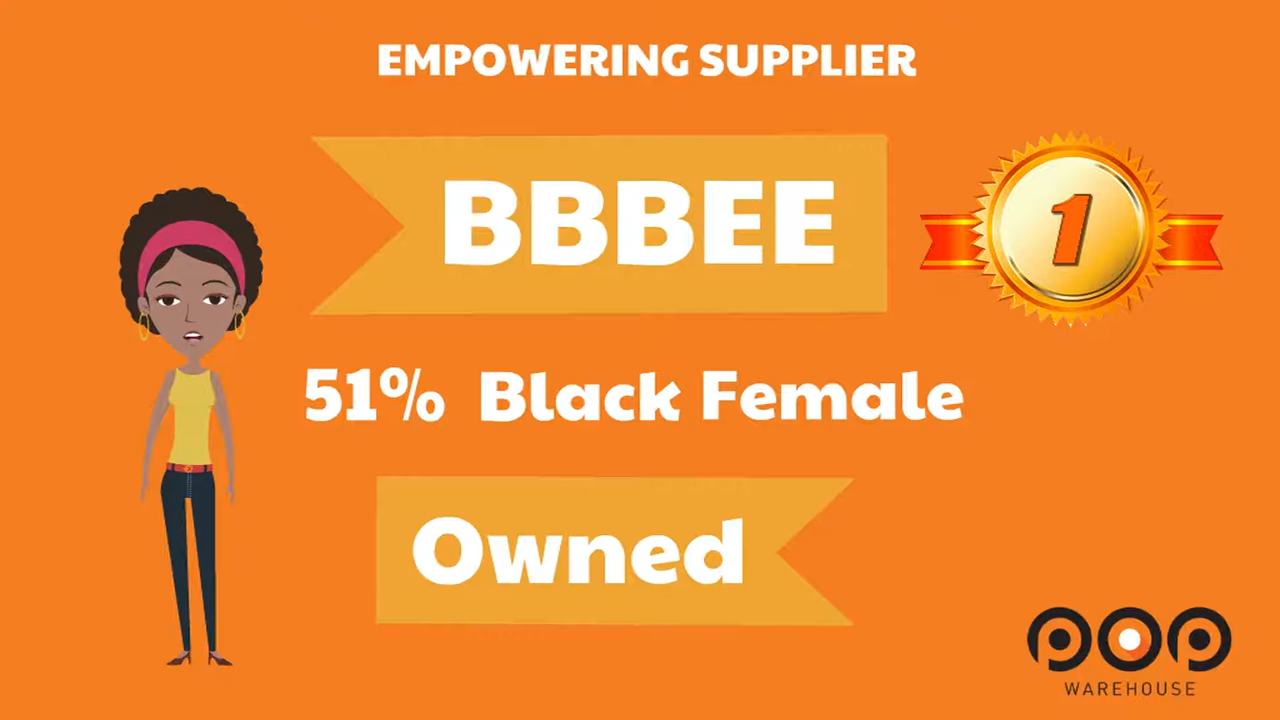 EMPOWERING SUPPLIER
BBBEE
1
51% Black Female
Owned
pop
WAREHOUSE